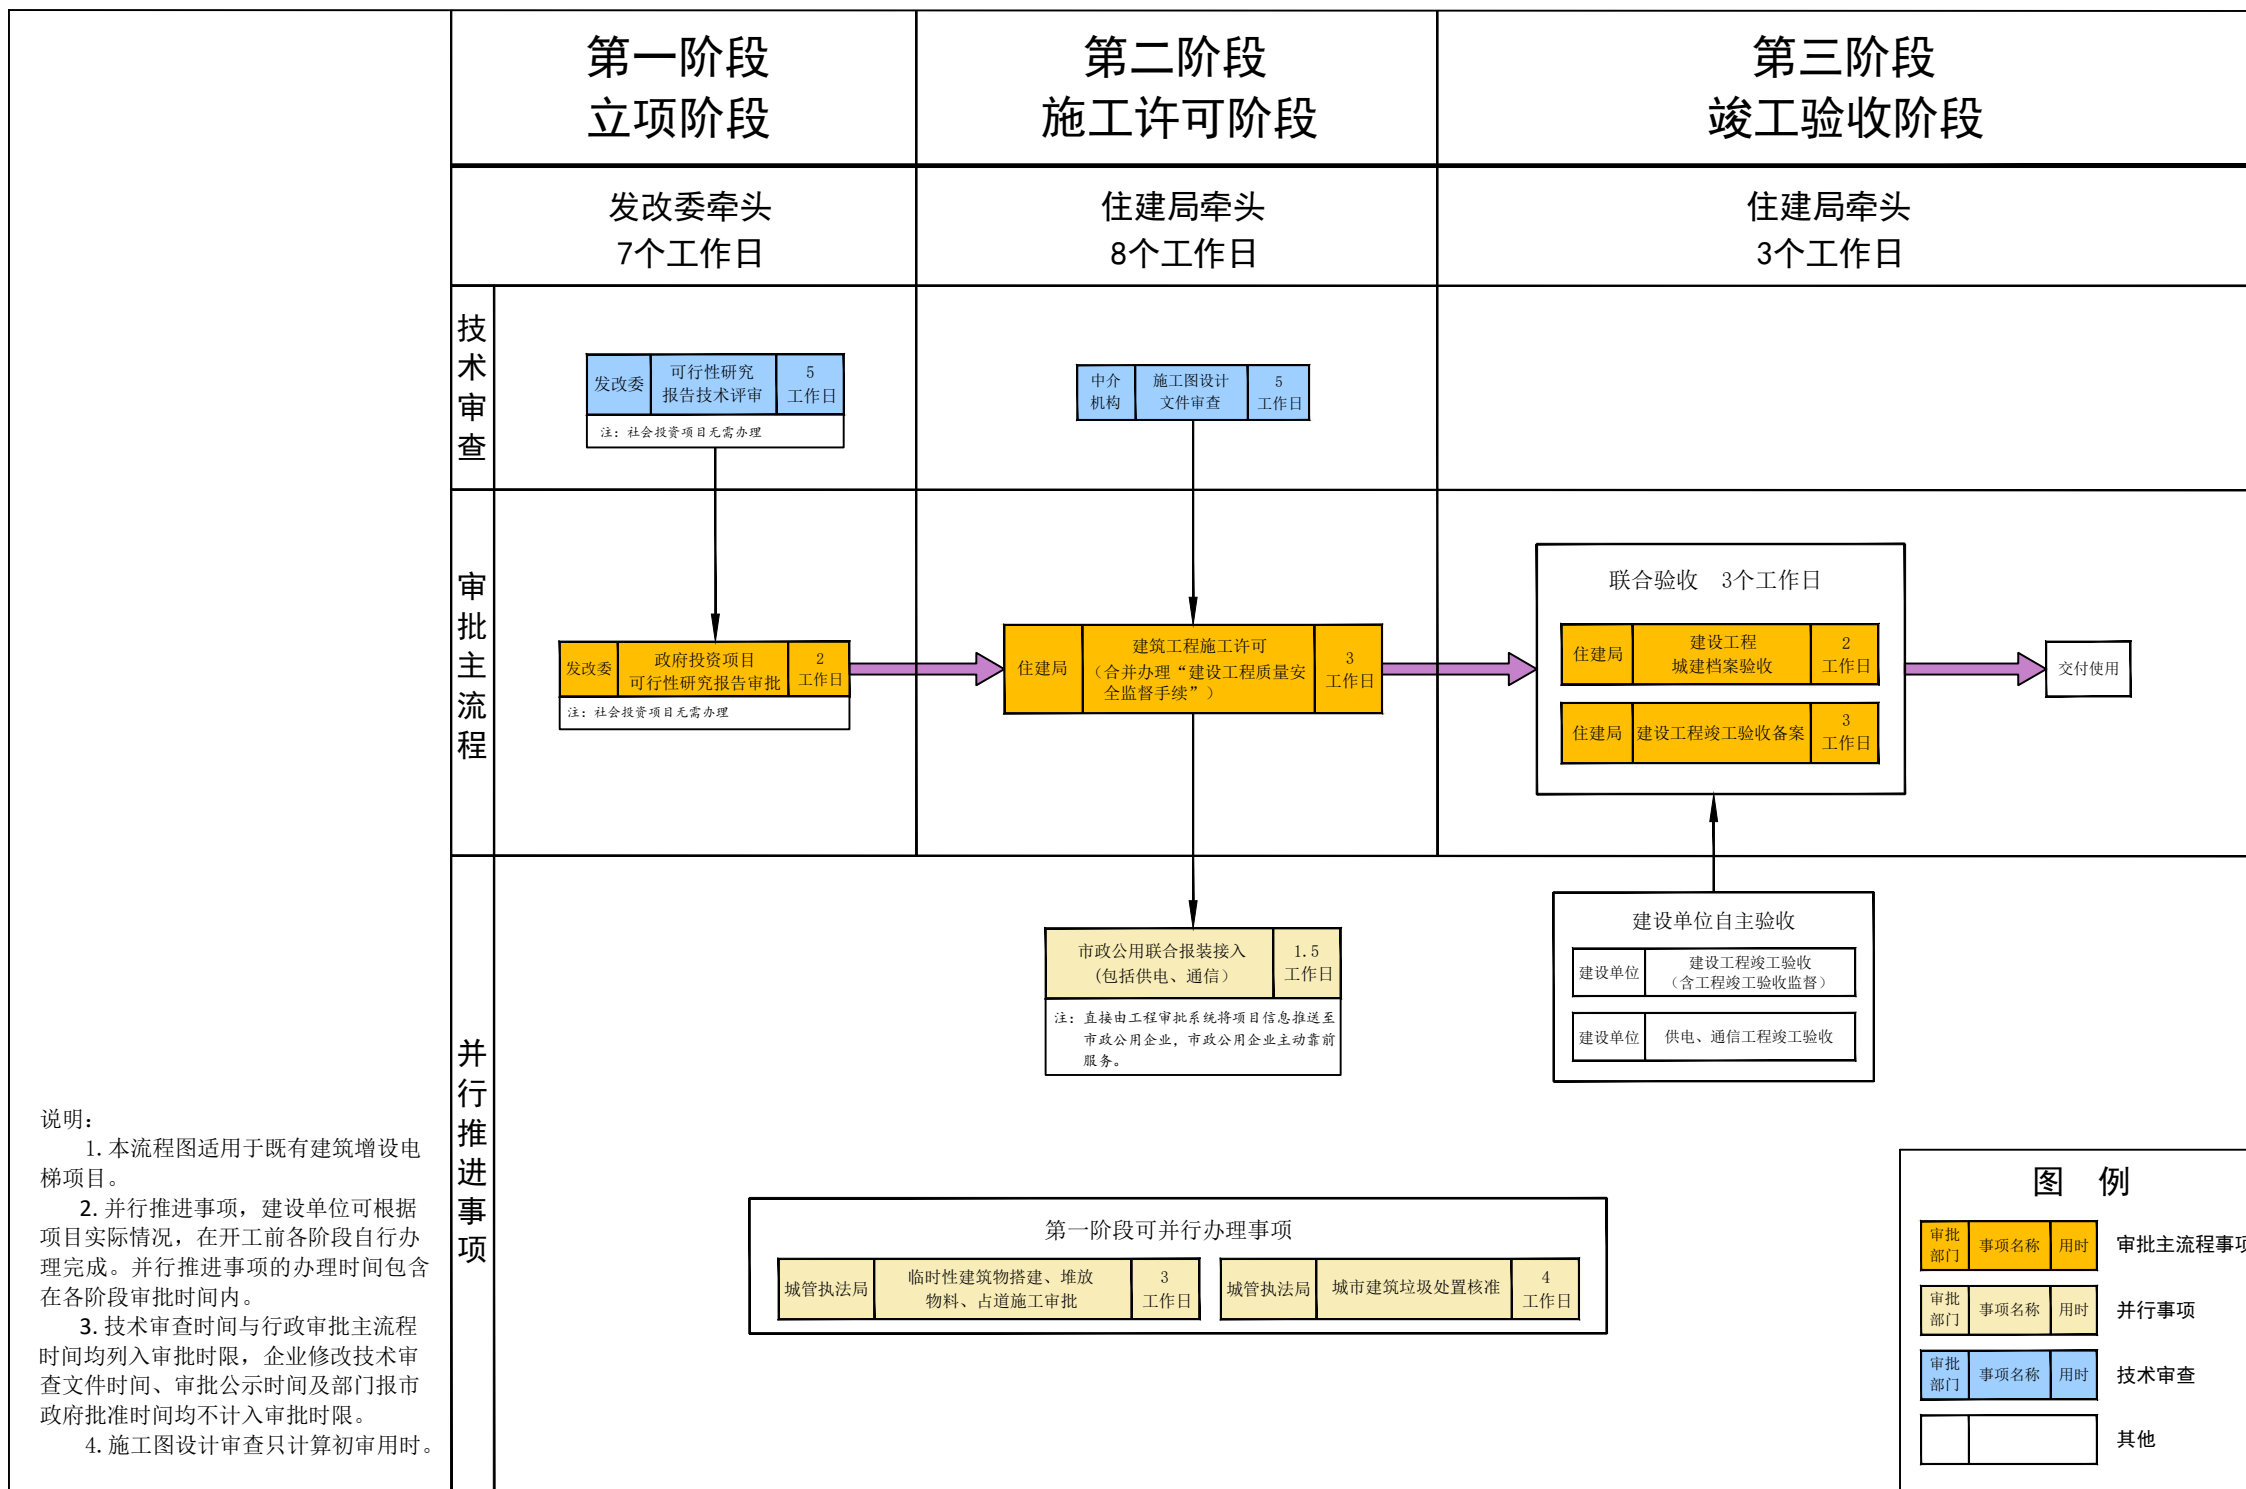 第一阶段
立项阶段
第二阶段
施工许可阶段
第三阶段
竣工验收阶段
发改委牵头
7个工作日
住建局牵头
8个工作日
住建局牵头
3个工作日
技术审查
发改委
可行性研究
报告技术评审
5
工作日
注：社会投资项目无需办理
中介
机构
施工图设计
文件审查
5
工作日
审批主流程
发改委
政府投资项目
可行性研究报告审批
2
工作日
注：社会投资项目无需办理
住建局
建筑工程施工许可
（合并办理“建设工程质量安
全监督手续”）
3
工作日
联合验收 3个工作日
住建局
建设工程
城建档案验收
2
工作日
住建局
建设工程竣工验收备案
3
工作日
交付使用
并行推进事项
市政公用联合报装接入
(包括供电、通信）
1.5
工作日
注：直接由工程审批系统将项目信息推送至
市政公用企业，市政公用企业主动靠前
服务。
建设单位自主验收
建设单位
建设工程竣工验收
（含工程竣工验收监督）
建设单位
供电、通信工程竣工验收
第一阶段可并行办理事项
城管执法局
临时性建筑物搭建、堆放
物料、占道施工审批
3
工作日
城管执法局
城市建筑垃圾处置核准
4
工作日
说明：
1.本流程图适用于既有建筑增设电
梯项目。
2.并行推进事项，建设单位可根据
项目实际情况，在开工前各阶段自行办
理完成。并行推进事项的办理时间包含
在各阶段审批时间内。
3.技术审查时间与行政审批主流程
时间均列入审批时限，企业修改技术审
查文件时间、审批公示时间及部门报市
政府批准时间均不计入审批时限。
4.施工图设计审查只计算初审用时。
图 例
审批
部门
事项名称
用时
审批主流程事项
审批
部门
事项名称
用时
并行事项
审批
部门
事项名称
用时
技术审查
其他